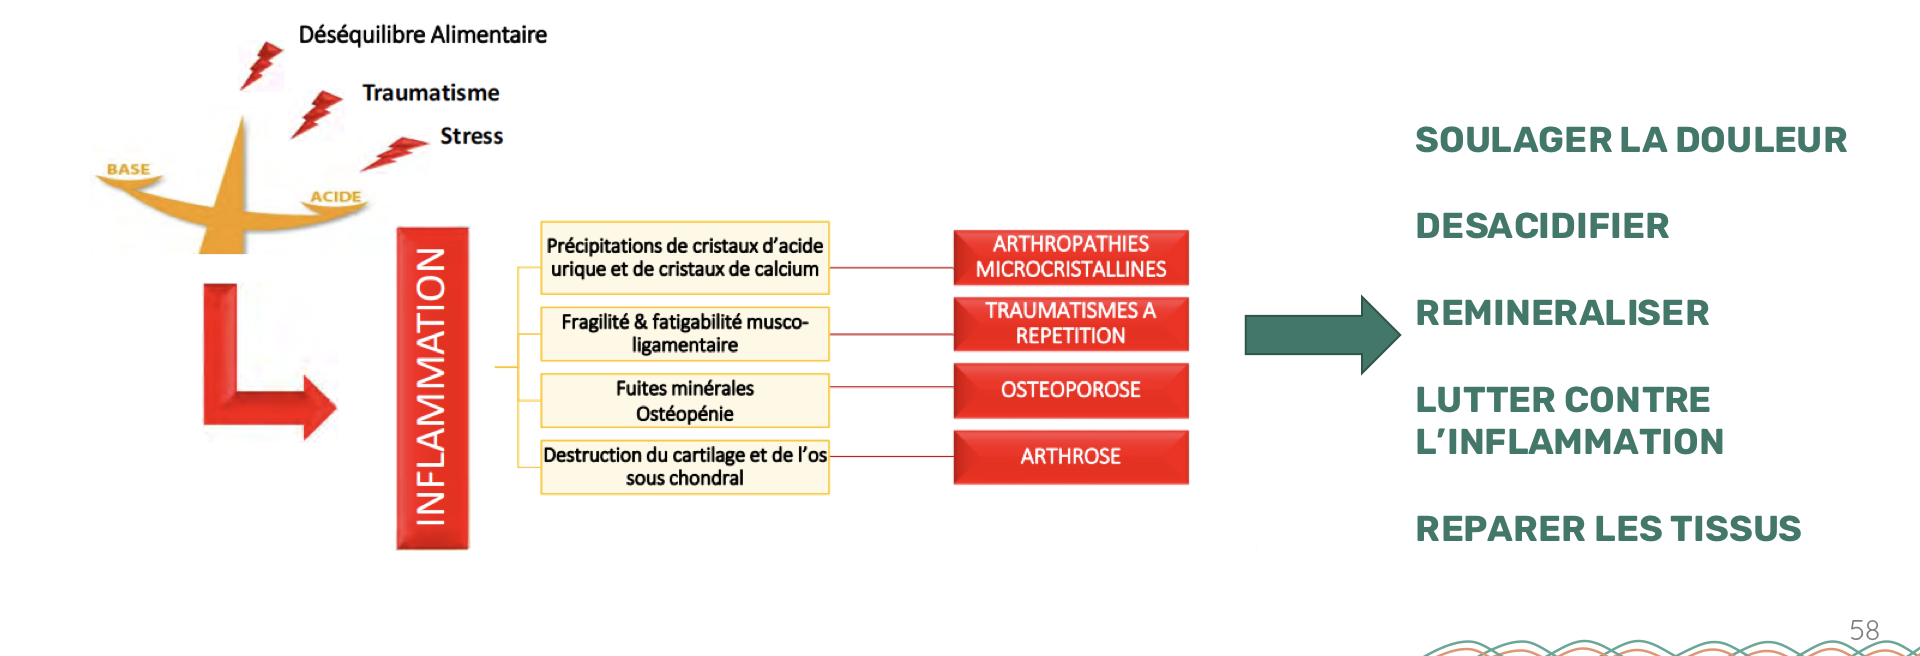 Déséquilibre Alimentaire
Traumatisme
Stress
BASE
ACIDE
INFLAMMATION
Précipitations de cristaux d’acide
urique et de cristaux de calcium
Fragilité & fatigabilité musco-
ligamentaire
Fuites minérales
Ostéopénie
Destruction du cartilage et de l’os
sous chondral
ARTHROPATHIES
MICROCRISTALLINES
TRAUMATISMES A
REPETITION
OSTEOPOROSE
ARTHROSE
SOULAGER LA DOULEUR
DESACIDIFIER
REMINERALISER
LUTTER CONTRE
L’INFLAMMATION
REPARER LES TISSUS
58